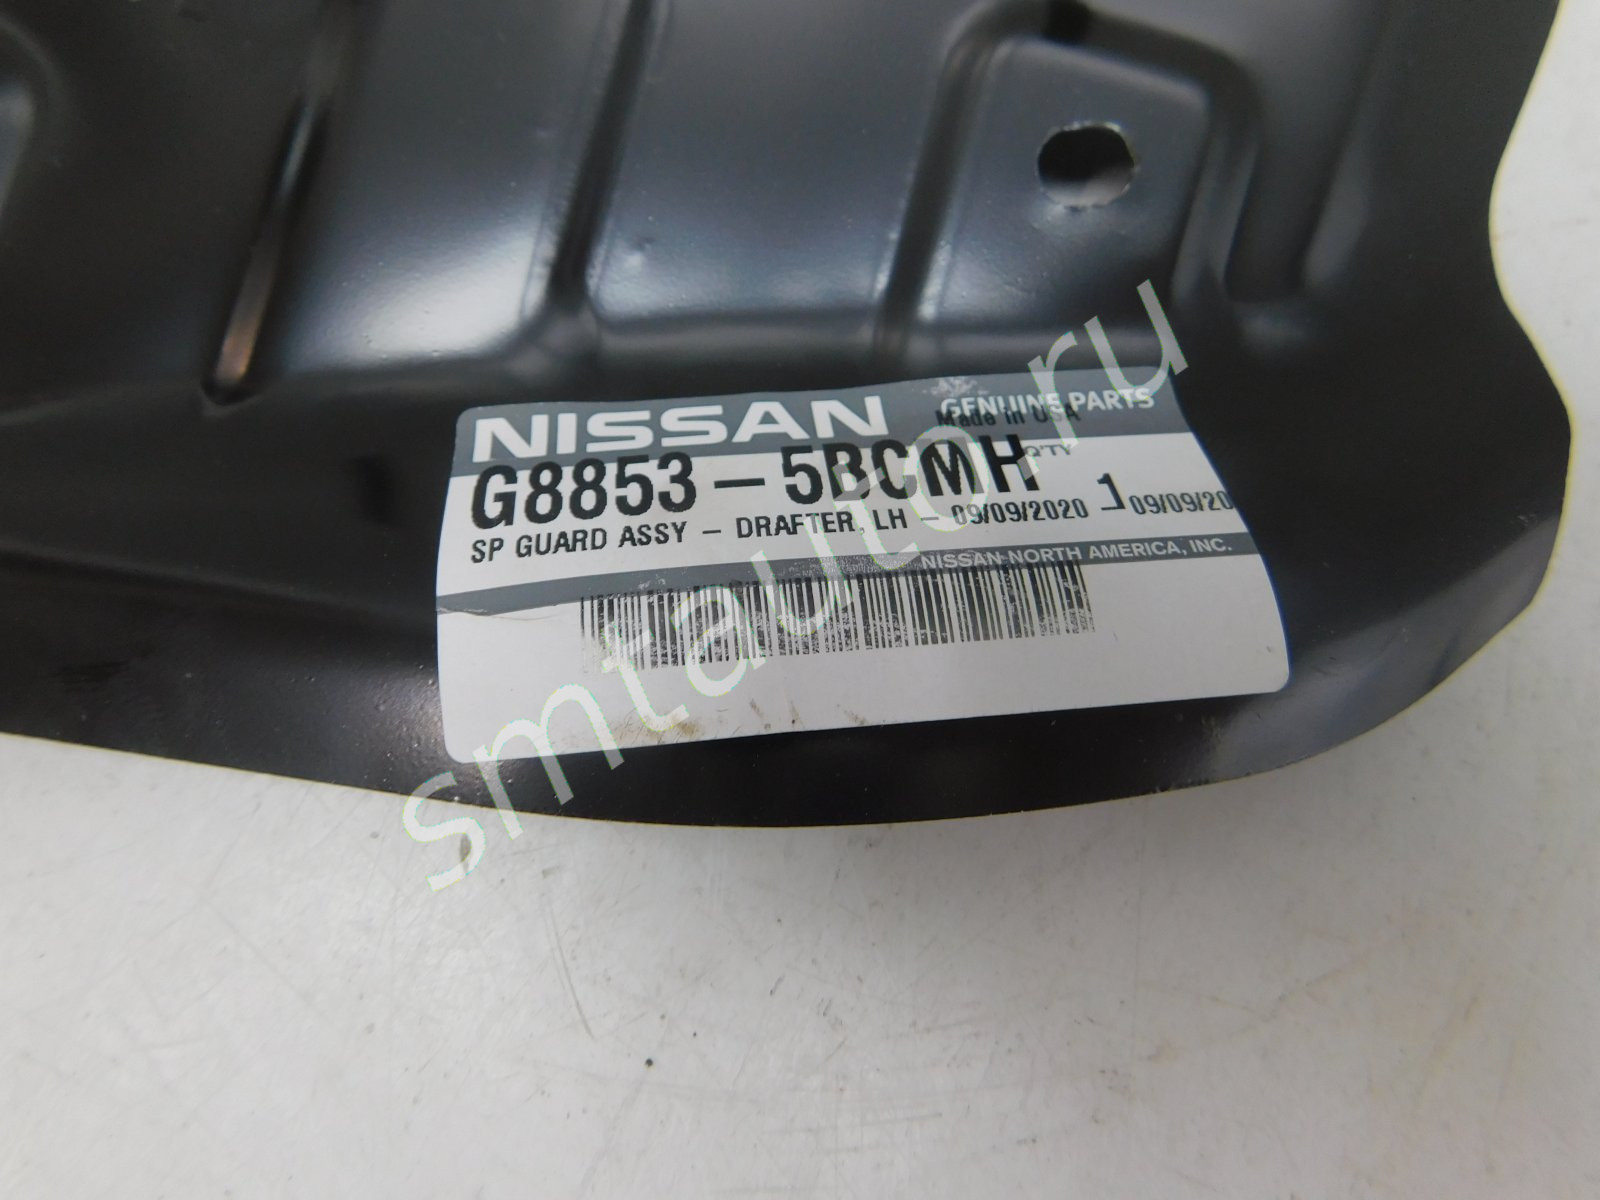 NISSAN GENUINE PARTS
Made in USA
G8853-5BCMH Q'TY 1
SP GUARD ASSY - DRAFTER, LH - 09/09/2020 09/09/20
NISSAN NORTH AMERICA, INC.
smtauto.ru